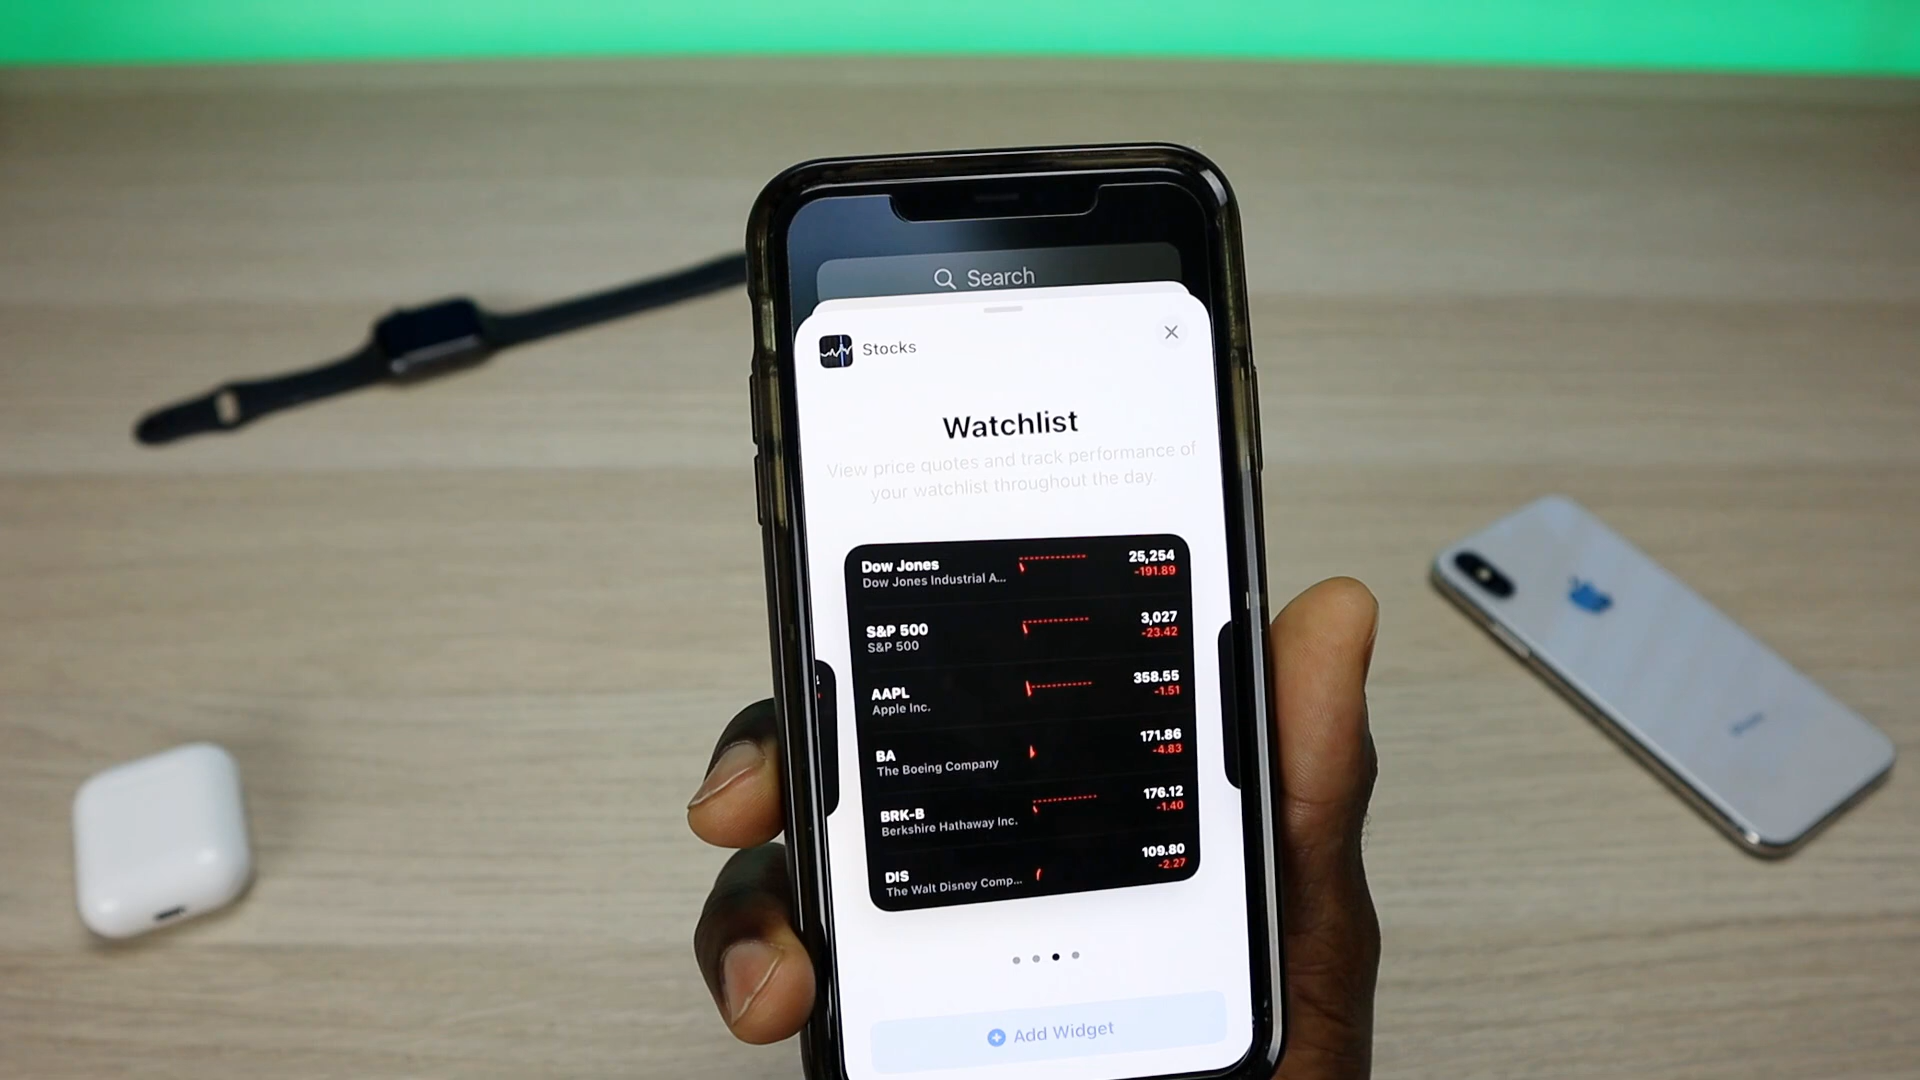 Search
Stocks
Watchlist
View price quotes and track performance of
your watchlist throughout the day.
Dow Jones
Dow Jones Industrial A...
25,254
-191.89
S&P 500
S&P 500
3,027
-23.42
AAPL
Apple Inc.
358.55
-1.51
BA
The Boeing Company
171.86
-4.83
BRK-B
Berkshire Hathaway Inc.
176.12
-1.40
DIS
The Walt Disney Comp...
109.80
-2.27
Add Widget